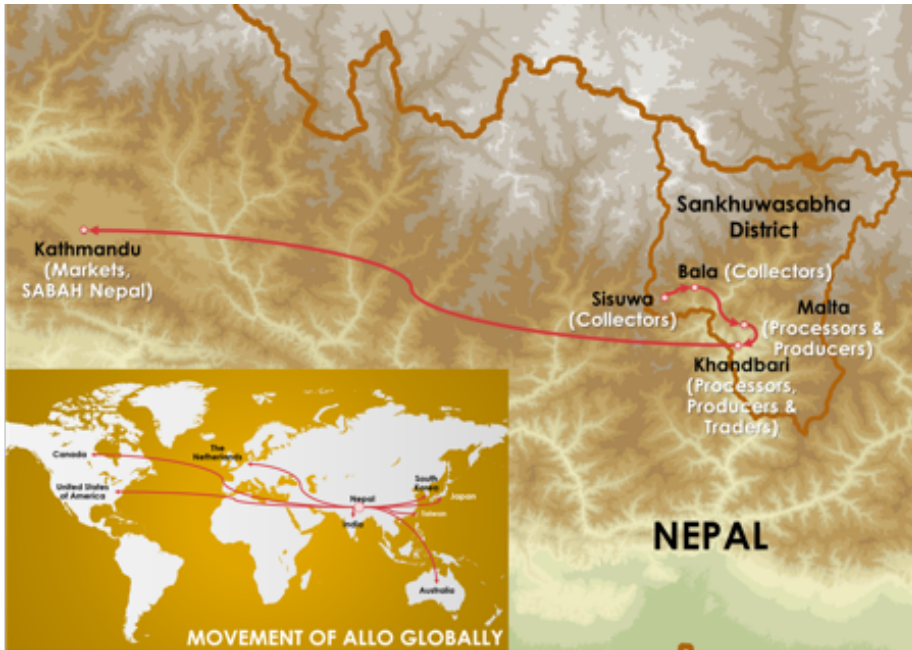 Sankhuwasabha
District
Kathmandu
(Markets,
SABAH Nepal)
Bala (Collectors)
Sisuwa
(Collectors)
Malta
(Processors &
Producers)
Khandbari
(Processors,
Producers &
Traders)
NEPAL
Canada
The
Netherlands
United States
of America
Nepal
India
South
Korea
Japan
Taiwan
Australia
MOVEMENT OF ALLO GLOBALLY